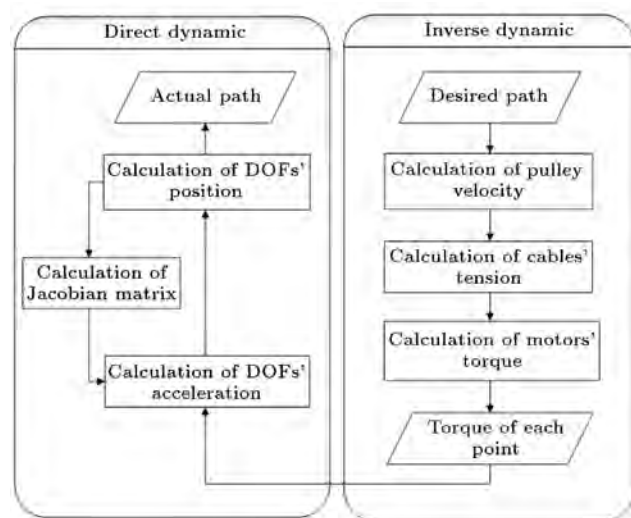 Direct dynamic
Actual path
Calculation of DOFs'
position
Calculation of
Jacobian matrix
Calculation of DOFs'
acceleration
Inverse dynamic
Desired path
Calculation of pulley
velocity
Calculation of cables'
tension
Calculation of motors'
torque
Torque of each
point